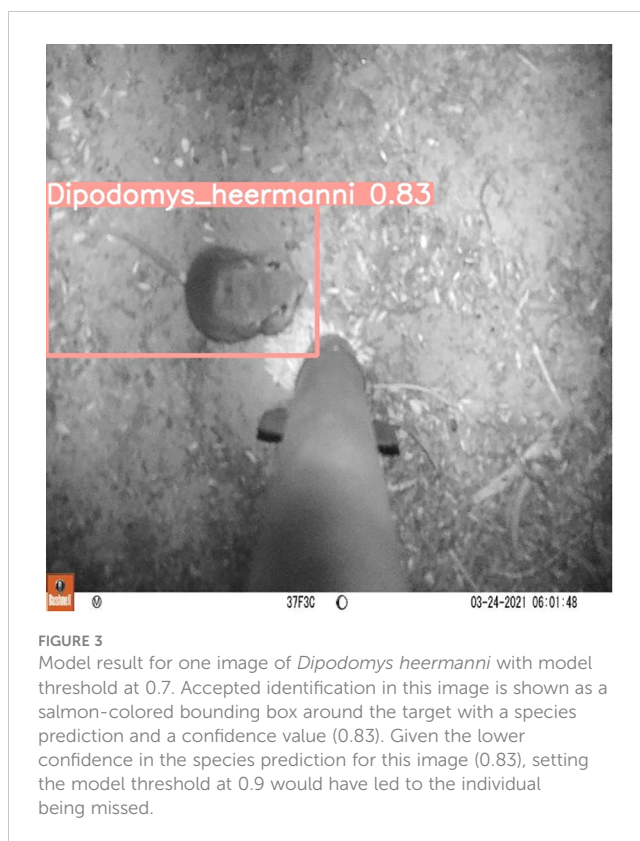 Dipodomys_heermanni 0.83
Bushnell
M
37F3C
03-24-2021 06:01:48
FIGURE 3
Model result for one image of Dipodomys heermanni with model
threshold at 0.7. Accepted identification in this image is shown as a
salmon-colored bounding box around the target with a species
prediction and a confidence value (0.83). Given the lower
confidence in the species prediction for this image (0.83), setting
the model threshold at 0.9 would have led to the individual
being missed.